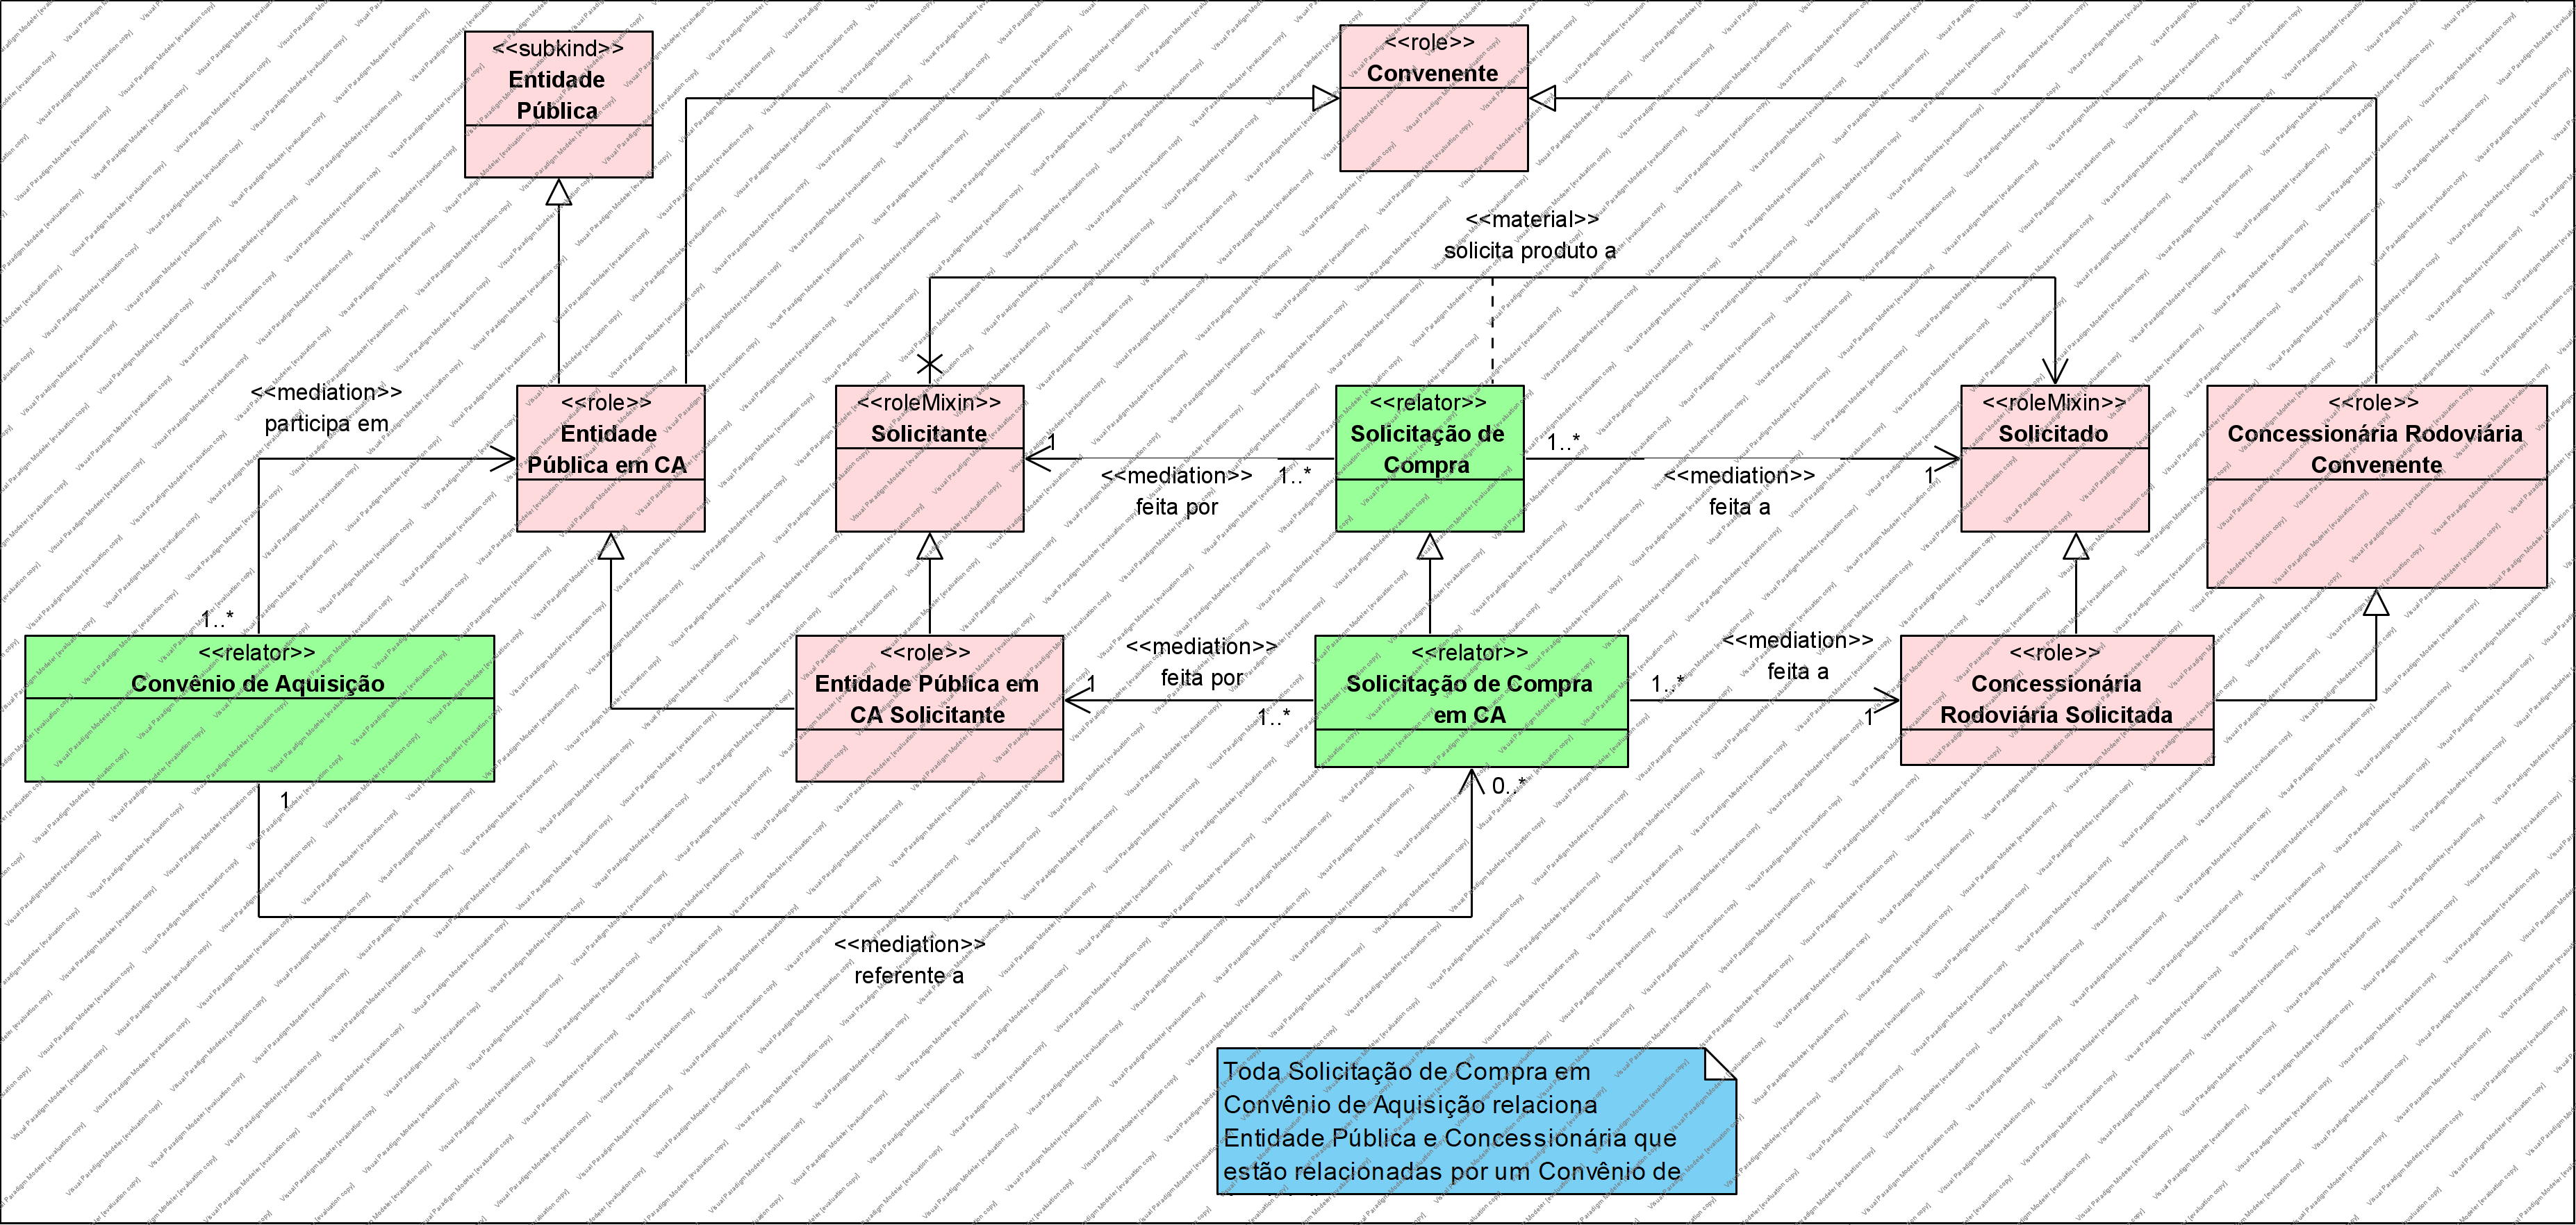 <<subkind>>
Entidade
Pública
<<role>>
Convenente
<<material>>
solicita produto a
<<mediation>>
participa em
<<role>>
Entidade
Pública em CA
<<roleMixin>>
Solicitante
1
<<mediation>>
feita por
1..*
<<relator>>
Solicitação de
Compra
1..*
<<mediation>>
feita a
1
<<roleMixin>>
Solicitado
<<role>>
Concessionária Rodoviária
Convenente
1..*
<<relator>>
Convênio de Aquisição
1
<<role>>
Entidade Pública em
CA Solicitante
<<mediation>>
feita por
1
1..*
<<relator>>
Solicitação de Compra
em CA
0..*
<<mediation>>
feita a
1..*
1
<<role>>
Concessionária
Rodoviária Solicitada
<<mediation>>
referente a
Toda Solicitação de Compra em
Convênio de Aquisição relaciona
Entidade Pública e Concessionária que
estão relacionadas por um Convênio de
Visual Paradigm Modeler [evaluation copy]